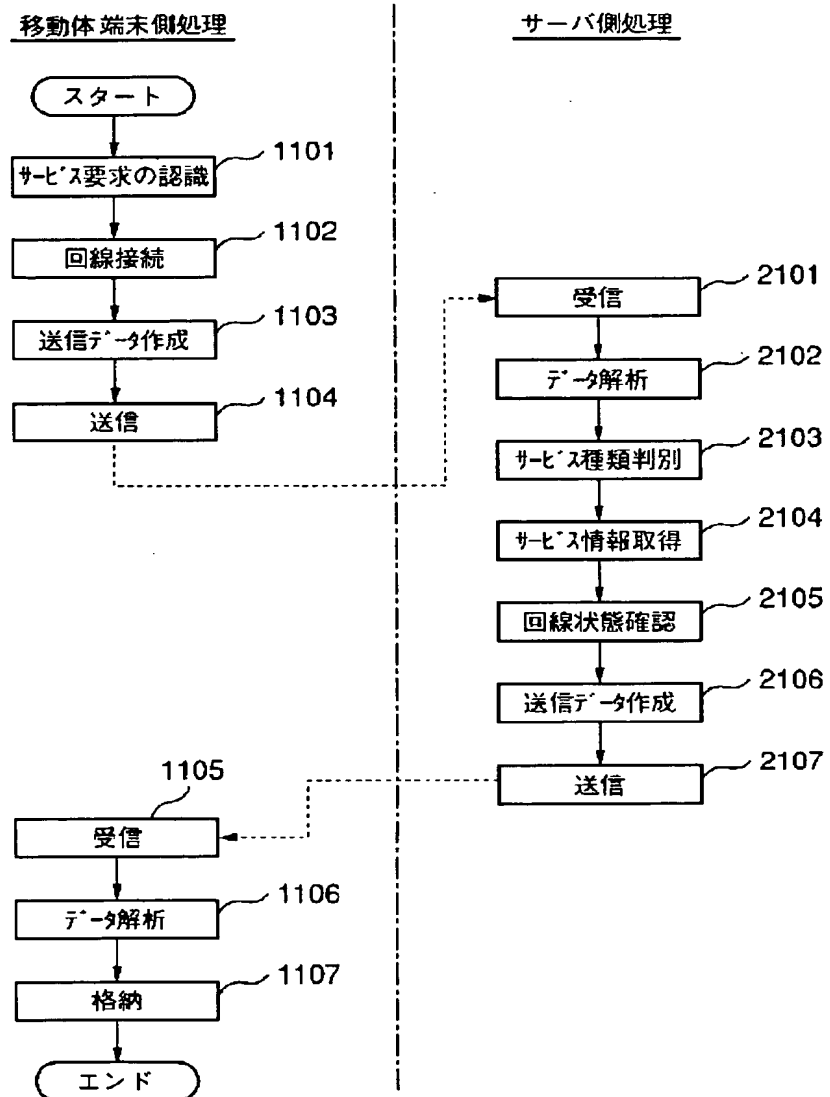 移動体端末側処理
スタート
サービス要求の認識
1101
回線接続
1102
送信データ作成
1103
送信
1104
受信
1105
データ解析
1106
格納
1107
エンド
サーバ側処理
受信
2101
データ解析
2102
サービス種類判別
2103
サービス情報取得
2104
回線状態確認
2105
送信データ作成
2106
送信
2107